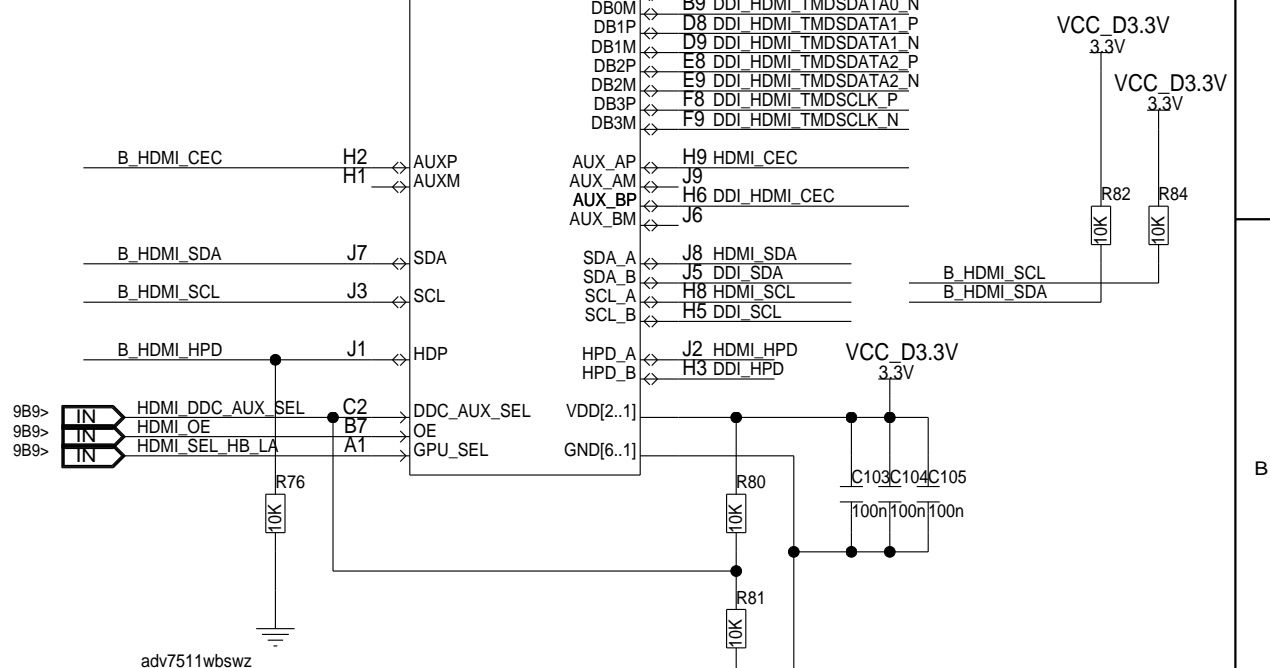 DB0M B9 DDI_HDMI_TMDSDATA0_N
DB1P D8 DDI_HDMI_TMDSDATA1_P
DB1M D9 DDI_HDMI_TMDSDATA1_N
DB2P E8 DDI_HDMI_TMDSDATA2_P
DB2M E9 DDI_HDMI_TMDSDATA2_N
DB3P F8 DDI_HDMI_TMDSCLK_P
DB3M F9 DDI_HDMI_TMDSCLK_N
VCC_D3.3V
3.3V
VCC_D3.3V
3.3V
B_HDMI_CEC H2 AUXP AUX_AP H9 HDMI_CEC
H1 AUXM AUX_AM J9
AUX_BP H6 DDI_HDMI_CEC
AUX_BM J6
R82 R84
10K 10K
B_HDMI_SDA J7 SDA SDA_A J8 HDMI_SDA
SDA_B J5 DDI_SDA B_HDMI_SCL
B_HDMI_SCL J3 SCL SCL_A H8 HDMI_SCL B_HDMI_SDA
SCL_B H5 DDI_SCL
B_HDMI_HPD J1 HDP HPD_A J2 HDMI_HPD
HPD_B H3 DDI_HPD
VCC_D3.3V
3.3V
9B9> IN HDMI_DDC_AUX_SEL C2 DDC_AUX_SEL VDD[2..1]
9B9> IN HDMI_OE B7 OE
9B9> IN HDMI_SEL_HB_LA A1 GPU_SEL GND[6..1]
B
R76 R80 C103 C104 C105
10K 10K 100n 100n 100n
R81
10K
adv7511wbswz